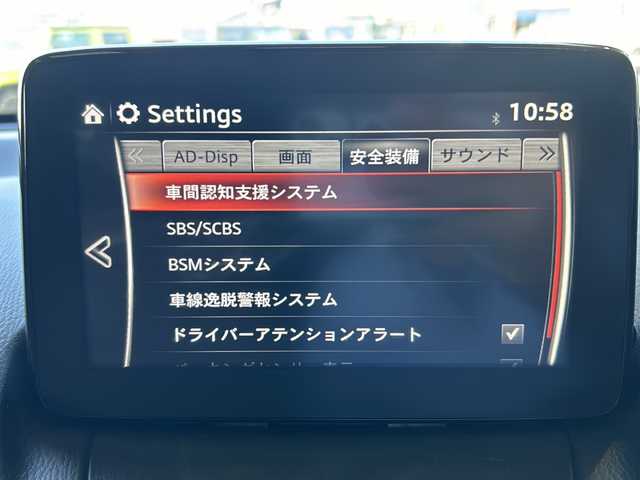 Settings 10:58
AD-Disp 画面 安全装備 サウンド
車間認知支援システム
SBS/SCBS
BSMシステム
車線逸脱警報システム
ドライバーアテンションアラート